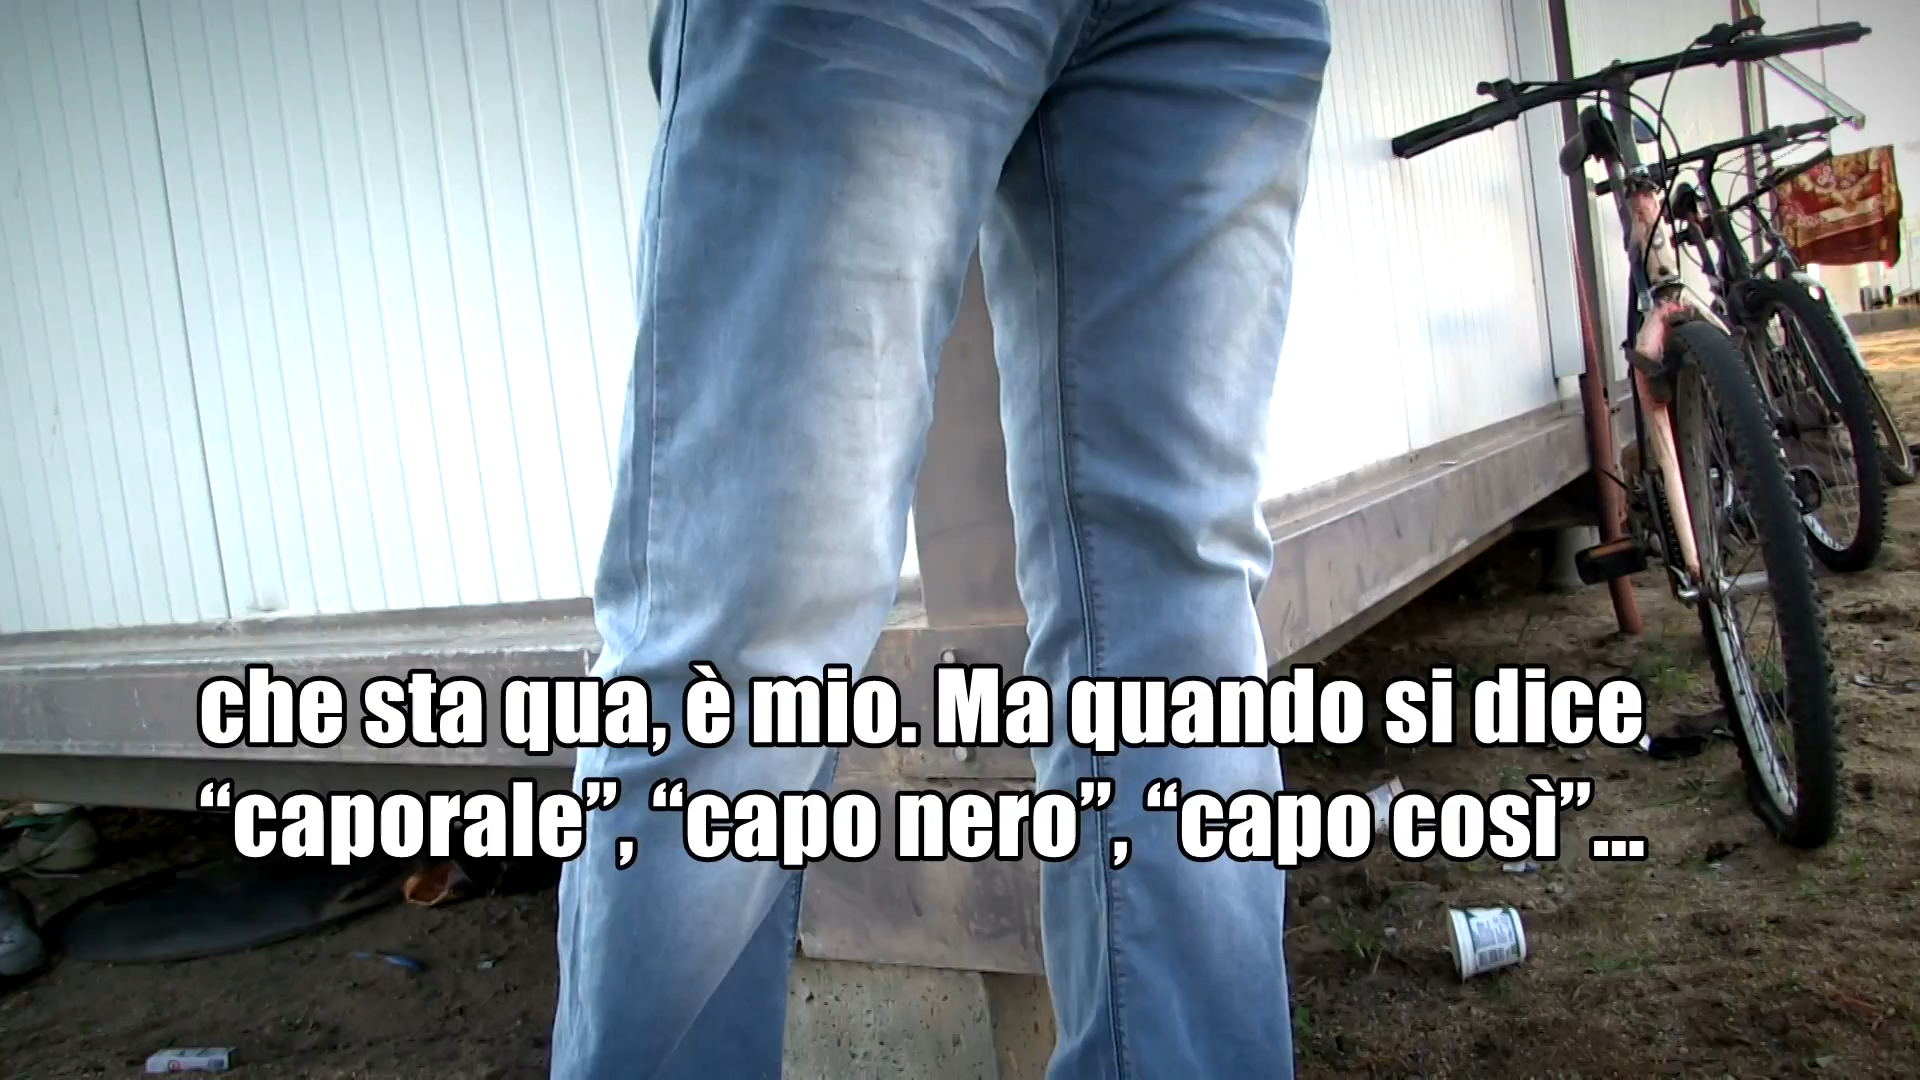 che sta qua, è mio. Ma quando si dice
“caporale”, “capo nero”, “capo così”...